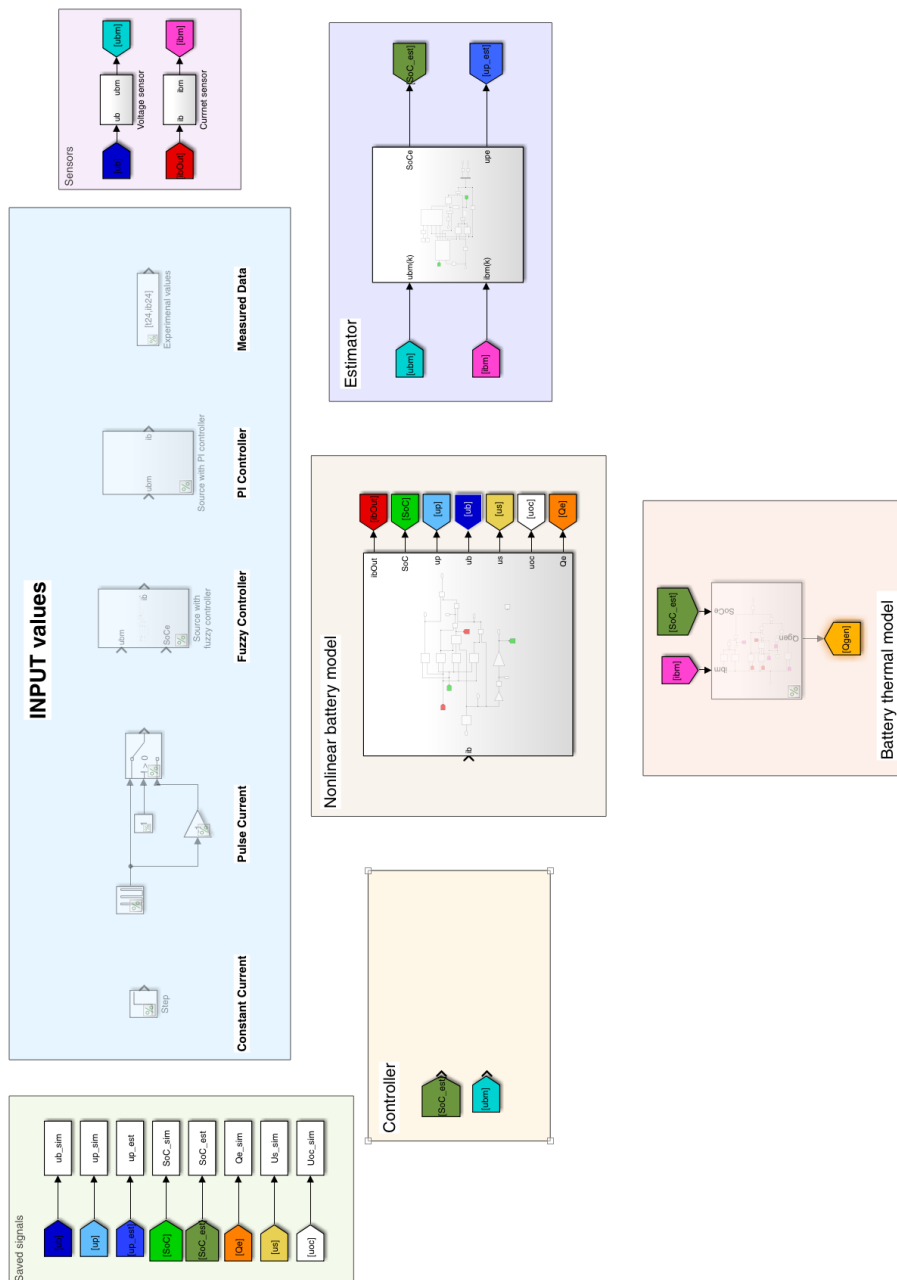 Saved signals
[ub]
ub_sim
[up]
up_sim
[up_est]
up_est
[SoC]
SoC_sim
[SoC_est]
SoC_est
[Qe]
Qe_sim
[us]
Us_sim
[uoc]
Uoc_sim
INPUT values
Step
Constant Current
-1
t > 0
-1
Pulse Current
ubm
SoCe
ib
Source with
fuzzy controller
Fuzzy Controller
ubm
ib
Source with PI controller
PI Controller
[t24,ib24]
Experimenal values
Measured Data
Sensors
[ub]
ub
ubm
[ubm]
Voltage sensor
[ibOut]
ib
ibm
[ibm]
Currnet sensor
Controller
[SoC_est]
[ubm]
Nonlinear battery model
ib
ibOut
[ibOut]
SoC
[SoC]
up
[up]
ub
[ub]
us
[us]
uoc
[uoc]
Qe
[Qe]
Estimator
[ubm]
ubm(k)
SoCe
[SoC_est]
[ibm]
ibm(k)
upe
[up_est]
[ibm]
[SoC_est]
ibm
SoCe
Qgen
[Qgen]
Battery thermal model